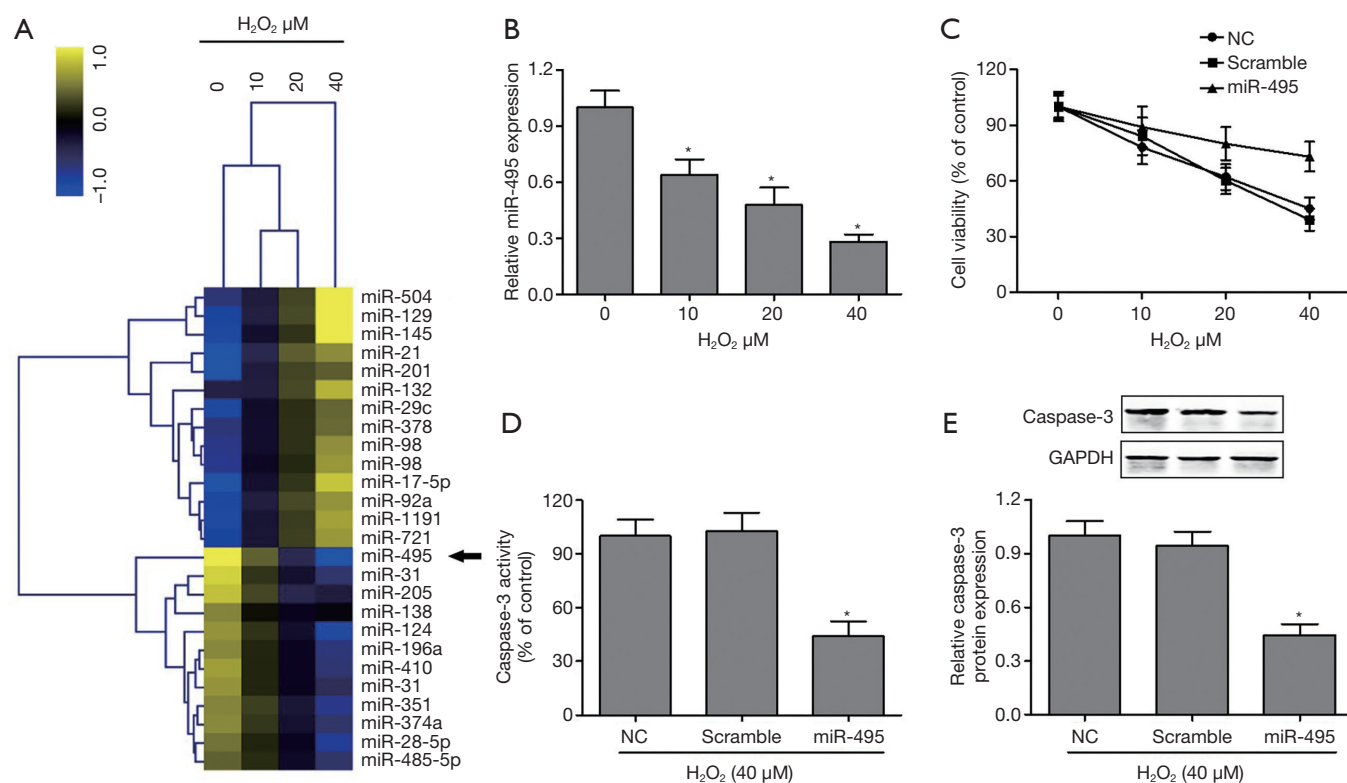 A
H₂O₂ µM
1.0
0.0
−1.0
0
10
20
40
miR-504
miR-129
miR-145
miR-21
miR-201
miR-132
miR-29c
miR-378
miR-98
miR-98
miR-17-5p
miR-92a
miR-1191
miR-721
miR-495
miR-31
miR-205
miR-138
miR-124
miR-196a
miR-410
miR-31
miR-351
miR-374a
miR-28-5p
miR-485-5p
B
Relative miR-495 expression
1.2
0.9
0.6
0.3
0.0
*
*
*
0 10 20 40
H₂O₂ µM
C
NC
Scramble
miR-495
Cell viability (% of control)
120
90
60
30
0
0 10 20 40
H₂O₂ µM
D
Caspase-3 activity
(% of control)
120
90
60
30
0
*
NC Scramble miR-495
H₂O₂ (40 µM)
E
Caspase-3
GAPDH
Relative caspase-3
protein expression
1.2
0.9
0.6
0.3
0.0
*
NC Scramble miR-495
H₂O₂ (40 µM)